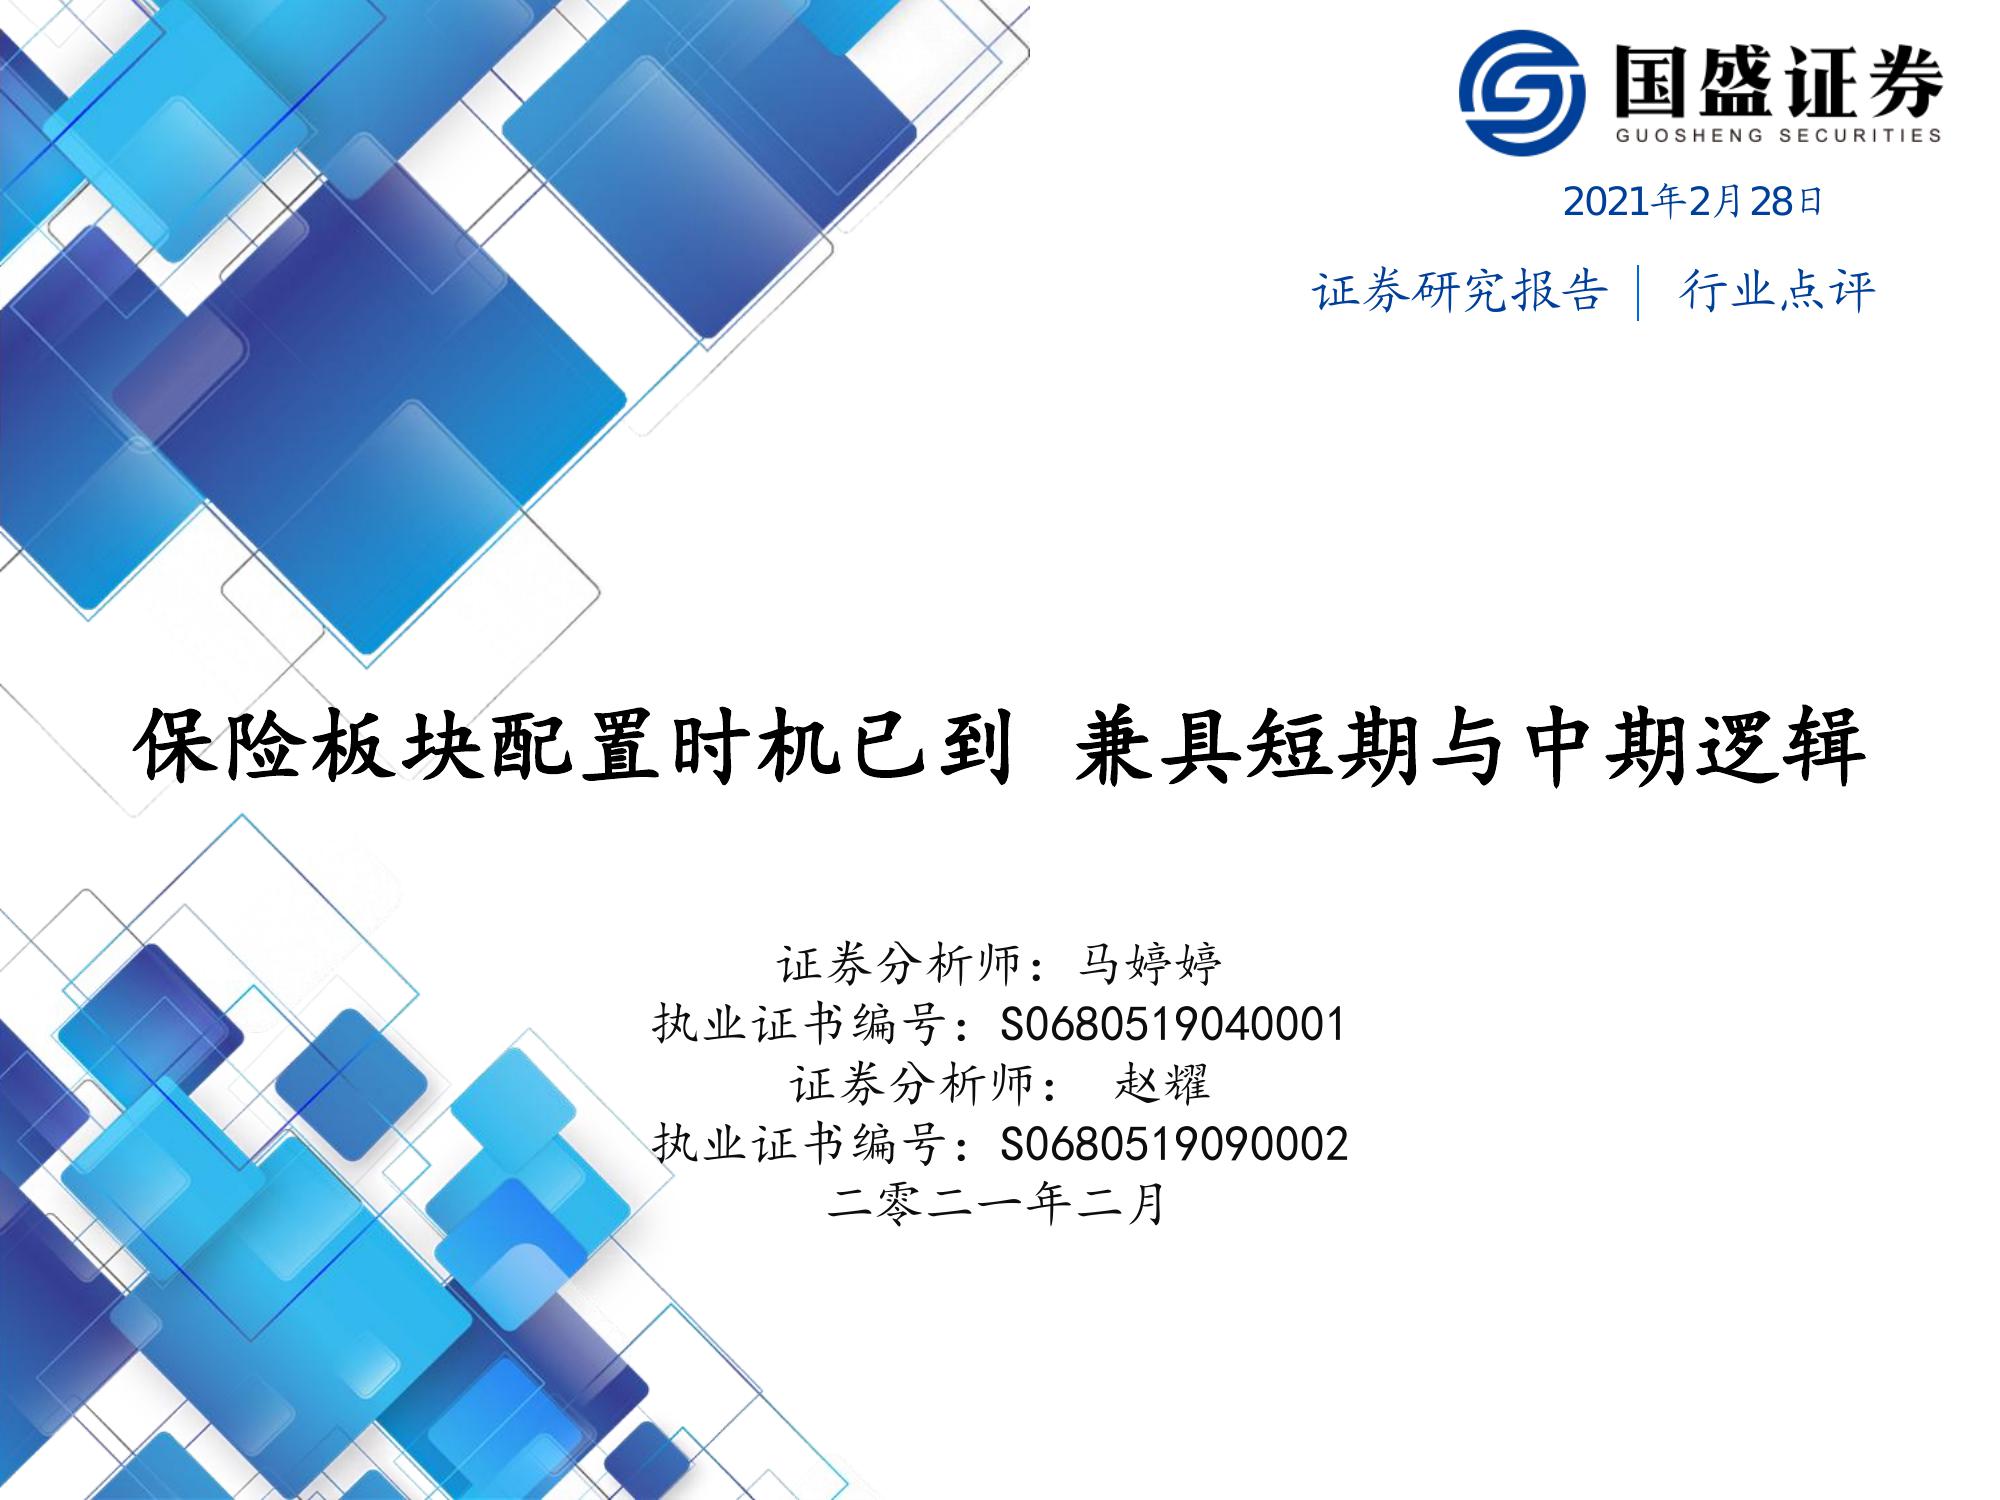 国盛证券
GUOSHENG SECURITIES
2021年2月28日
证券研究报告 | 行业点评
保险板块配置时机已到 兼具短期与中期逻辑
证券分析师：马婷婷
执业证书编号：S0680519040001
证券分析师： 赵耀
执业证书编号：S0680519090002
二零二一年二月